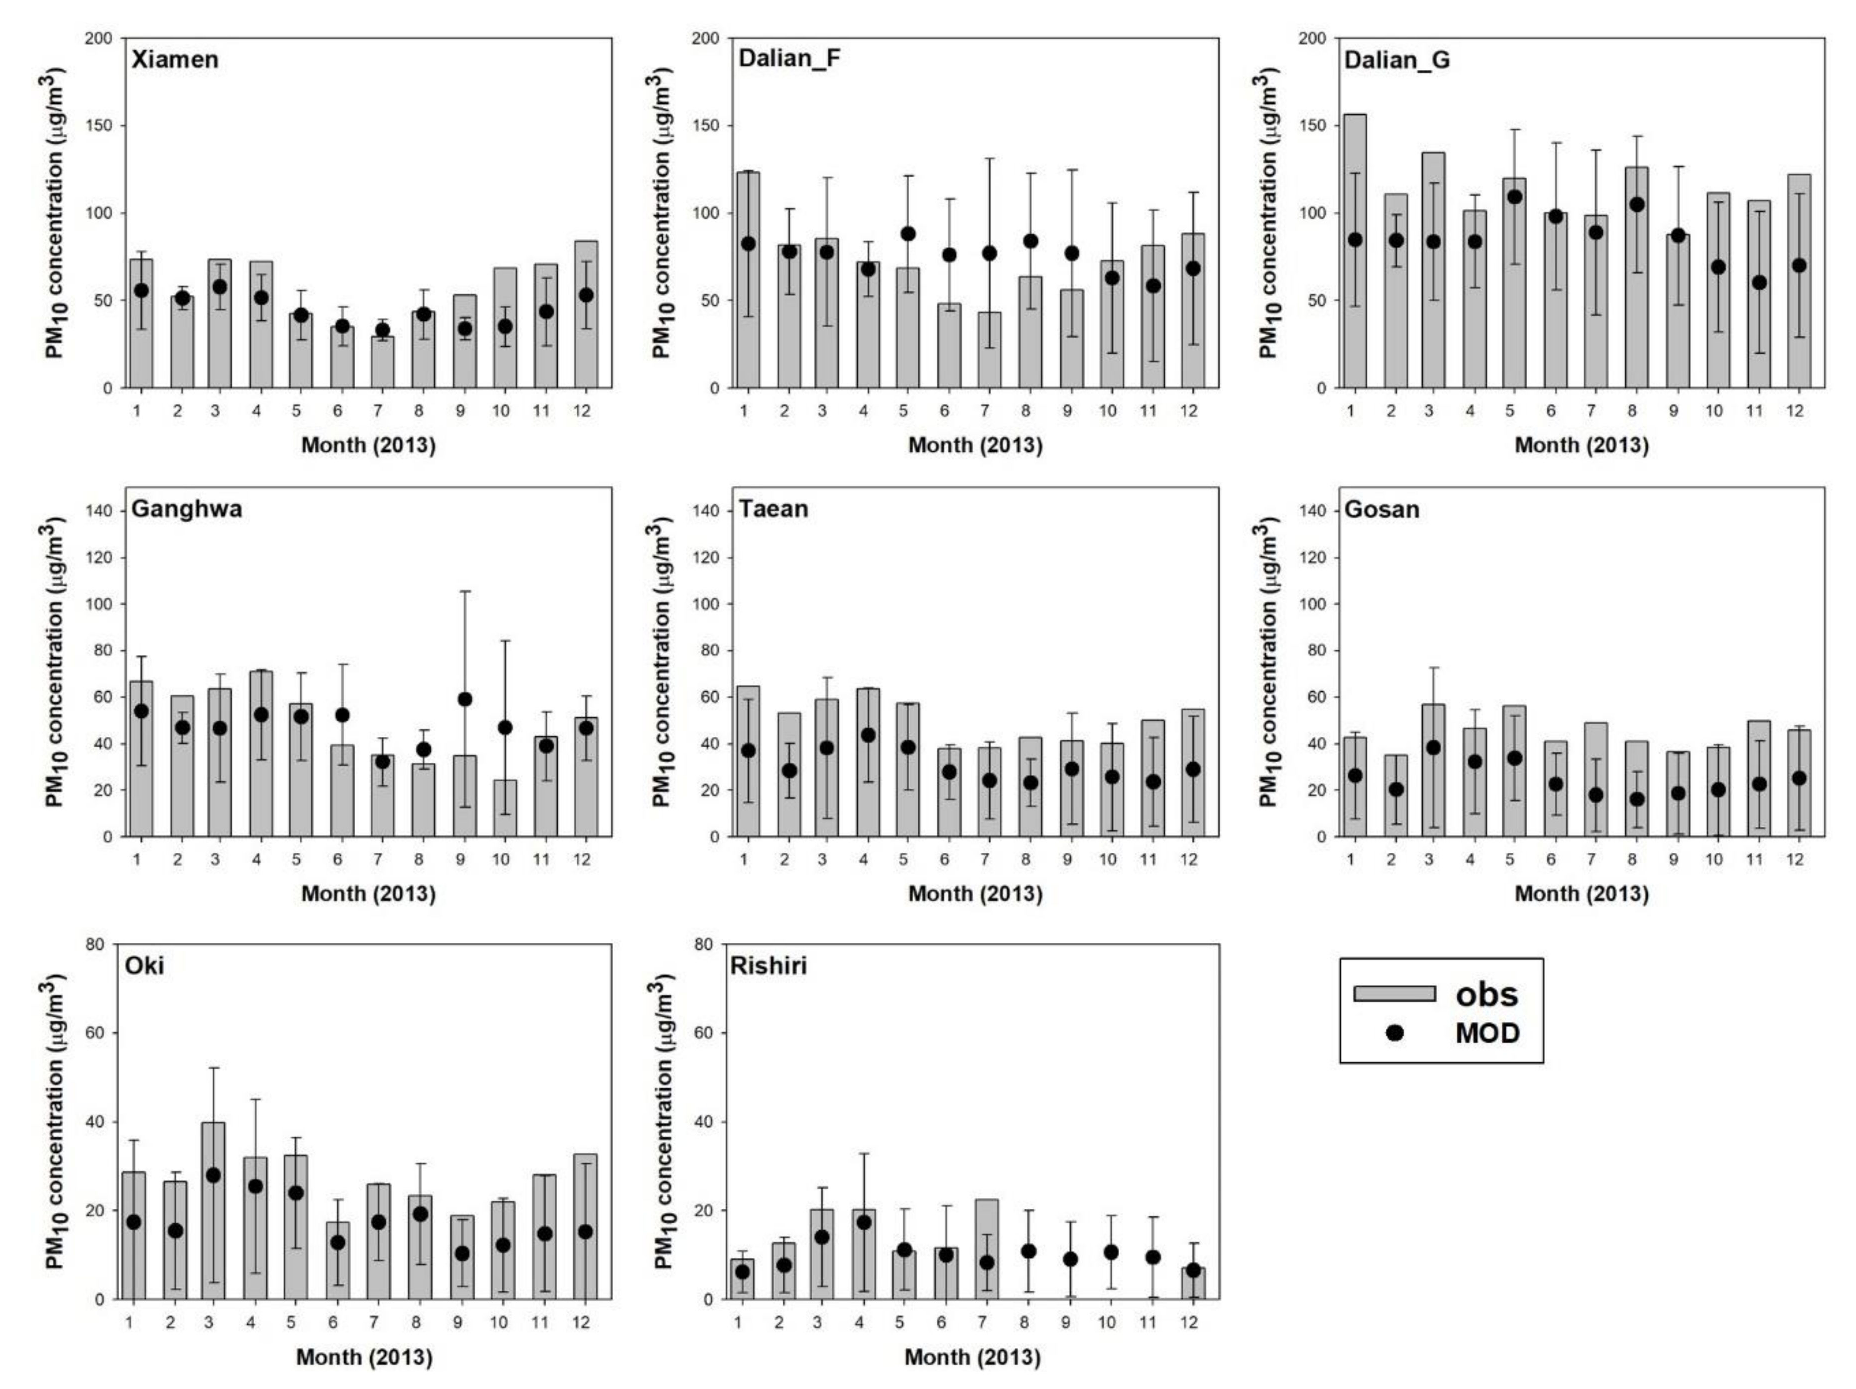 Xiamen
PM10 concentration (μg/m3)
200
150
100
50
0
1 2 3 4 5 6 7 8 9 10 11 12
Month (2013)
Dalian_F
PM10 concentration (μg/m3)
200
150
100
50
0
1 2 3 4 5 6 7 8 9 10 11 12
Month (2013)
Dalian_G
PM10 concentration (μg/m3)
200
150
100
50
0
1 2 3 4 5 6 7 8 9 10 11 12
Month (2013)
Ganghwa
PM10 concentration (μg/m3)
140
120
100
80
60
40
20
0
1 2 3 4 5 6 7 8 9 10 11 12
Month (2013)
Taean
PM10 concentration (μg/m3)
140
120
100
80
60
40
20
0
1 2 3 4 5 6 7 8 9 10 11 12
Month (2013)
Gosan
PM10 concentration (μg/m3)
140
120
100
80
60
40
20
0
1 2 3 4 5 6 7 8 9 10 11 12
Month (2013)
Oki
PM10 concentration (μg/m3)
80
60
40
20
0
1 2 3 4 5 6 7 8 9 10 11 12
Month (2013)
Rishiri
PM10 concentration (μg/m3)
80
60
40
20
0
1 2 3 4 5 6 7 8 9 10 11 12
Month (2013)
obs
MOD